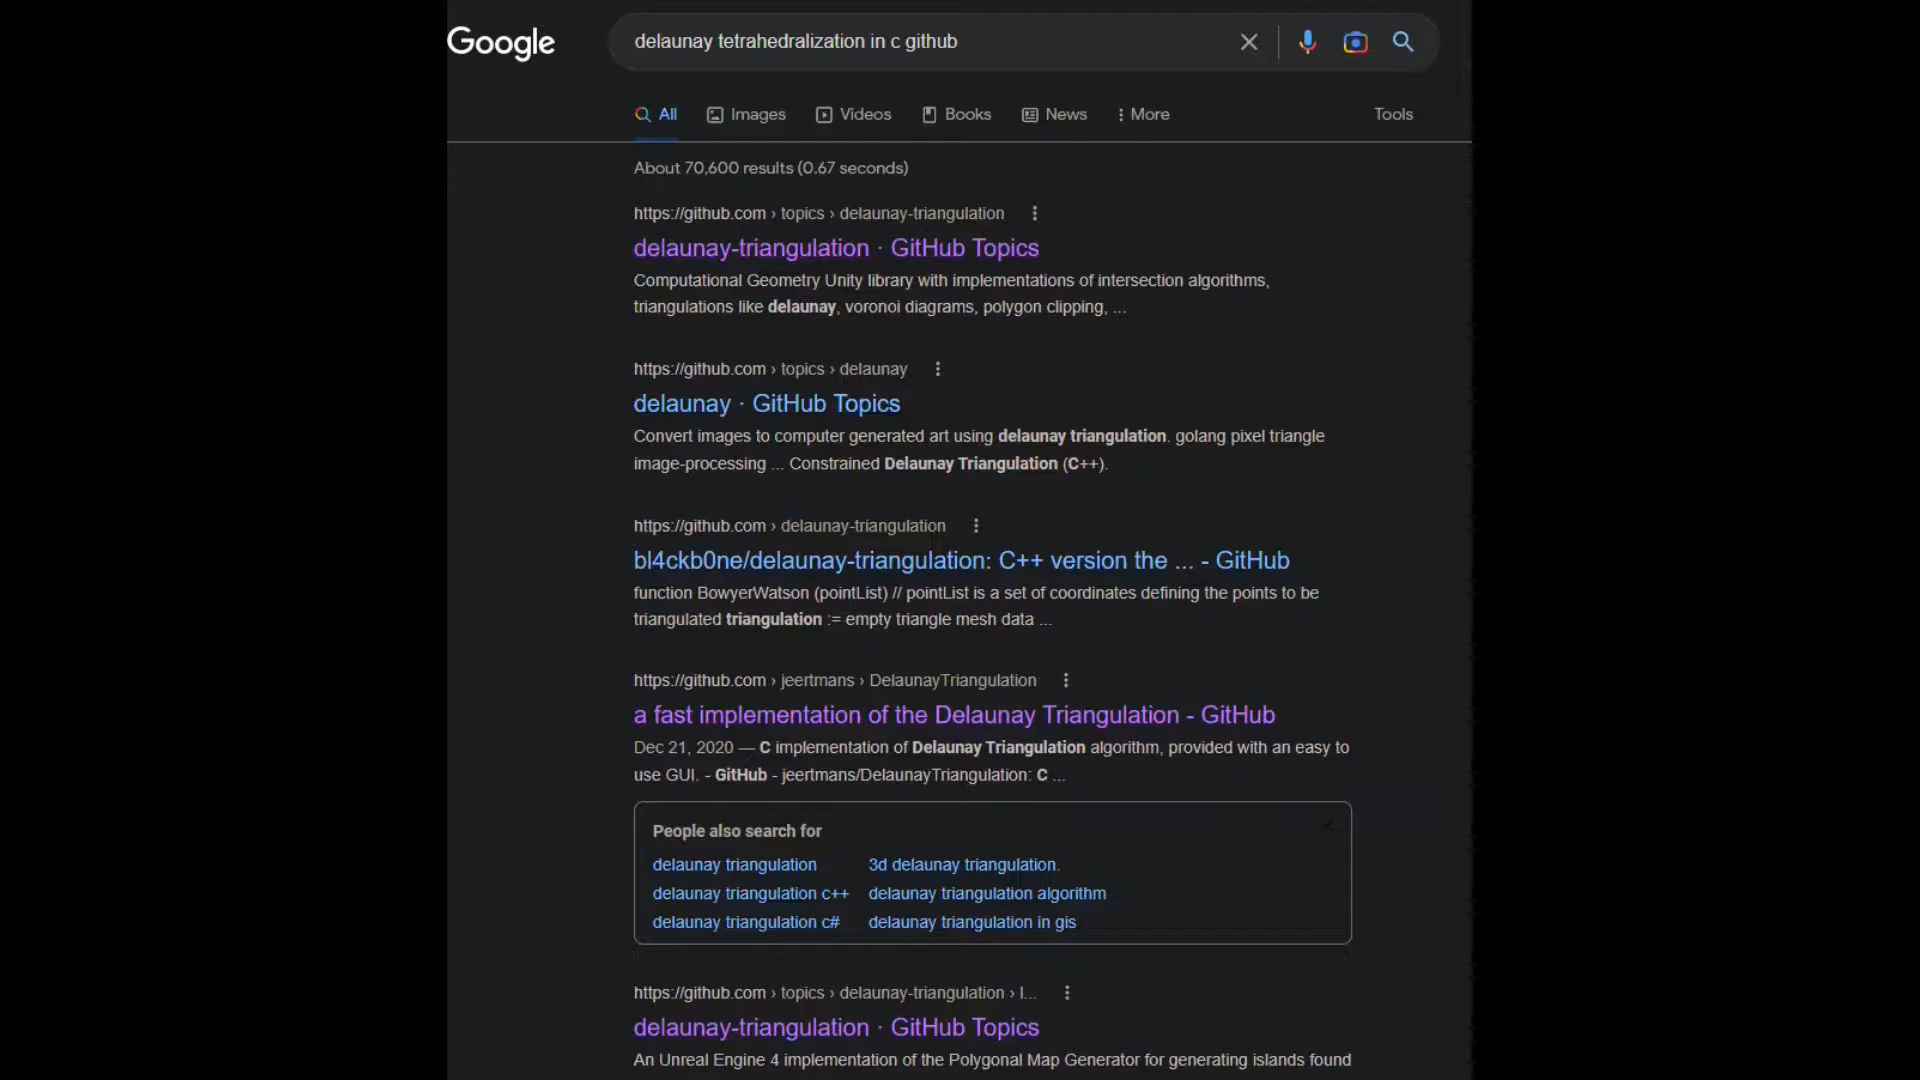 Google
delaunay tetrahedralization in c github
All Images Videos Books News More Tools
About 70,600 results (0.67 seconds)
https://github.com › topics › delaunay-triangulation
delaunay-triangulation · GitHub Topics
Computational Geometry Unity library with implementations of intersection algorithms,
triangulations like delaunay, voronoi diagrams, polygon clipping, ...
https://github.com › topics › delaunay
delaunay · GitHub Topics
Convert images to computer generated art using delaunay triangulation. golang pixel triangle
image-processing ... Constrained Delaunay Triangulation (C++).
https://github.com › delaunay-triangulation
bl4ckb0ne/delaunay-triangulation: C++ version the ... - GitHub
function BowyerWatson (pointList) // pointList is a set of coordinates defining the points to be
triangulated triangulation := empty triangle mesh data ...
https://github.com › jeertmans › DelaunayTriangulation
a fast implementation of the Delaunay Triangulation - GitHub
Dec 21, 2020 — C implementation of Delaunay Triangulation algorithm, provided with an easy to
use GUI. - GitHub - jeertmans/DelaunayTriangulation: C ...
People also search for
delaunay triangulation 3d delaunay triangulation.
delaunay triangulation c++ delaunay triangulation algorithm
delaunay triangulation c# delaunay triangulation in gis
https://github.com › topics › delaunay-triangulation › l...
delaunay-triangulation · GitHub Topics
An Unreal Engine 4 implementation of the Polygonal Map Generator for generating islands found